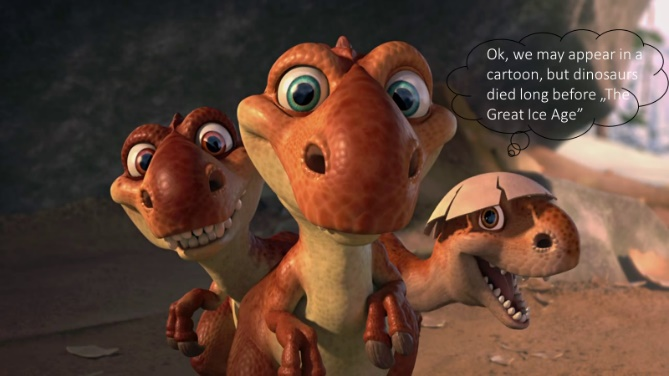 Ok, we may appear in a
cartoon, but dinosaurs
died long before „The
Great Ice Age”